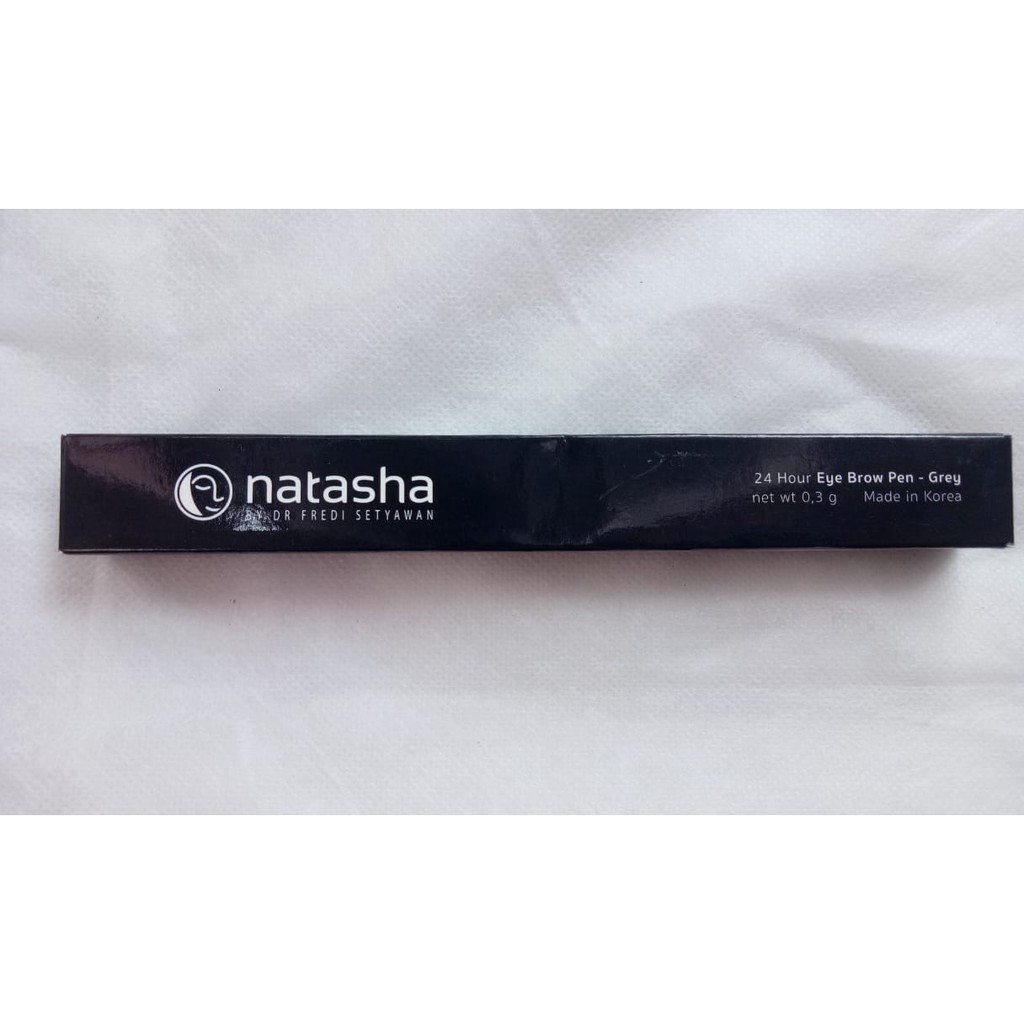 natasha
BY DR FREDI SETYAWAN
24 Hour Eye Brow Pen - Grey
net wt 0,3 g Made in Korea